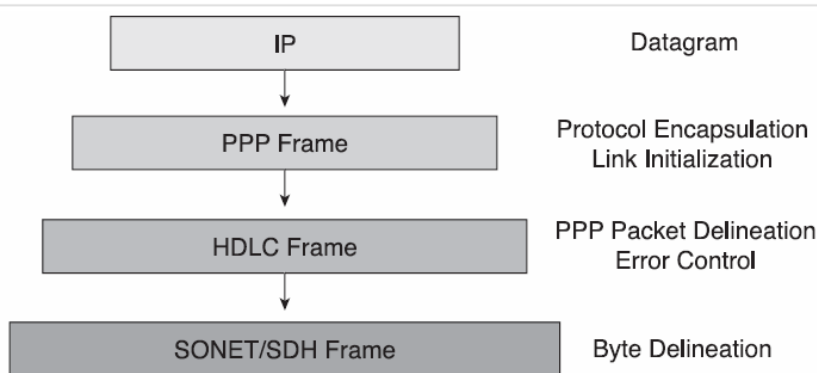 IP
Datagram
PPP Frame
Protocol Encapsulation
Link Initialization
HDLC Frame
PPP Packet Delineation
Error Control
SONET/SDH Frame
Byte Delineation